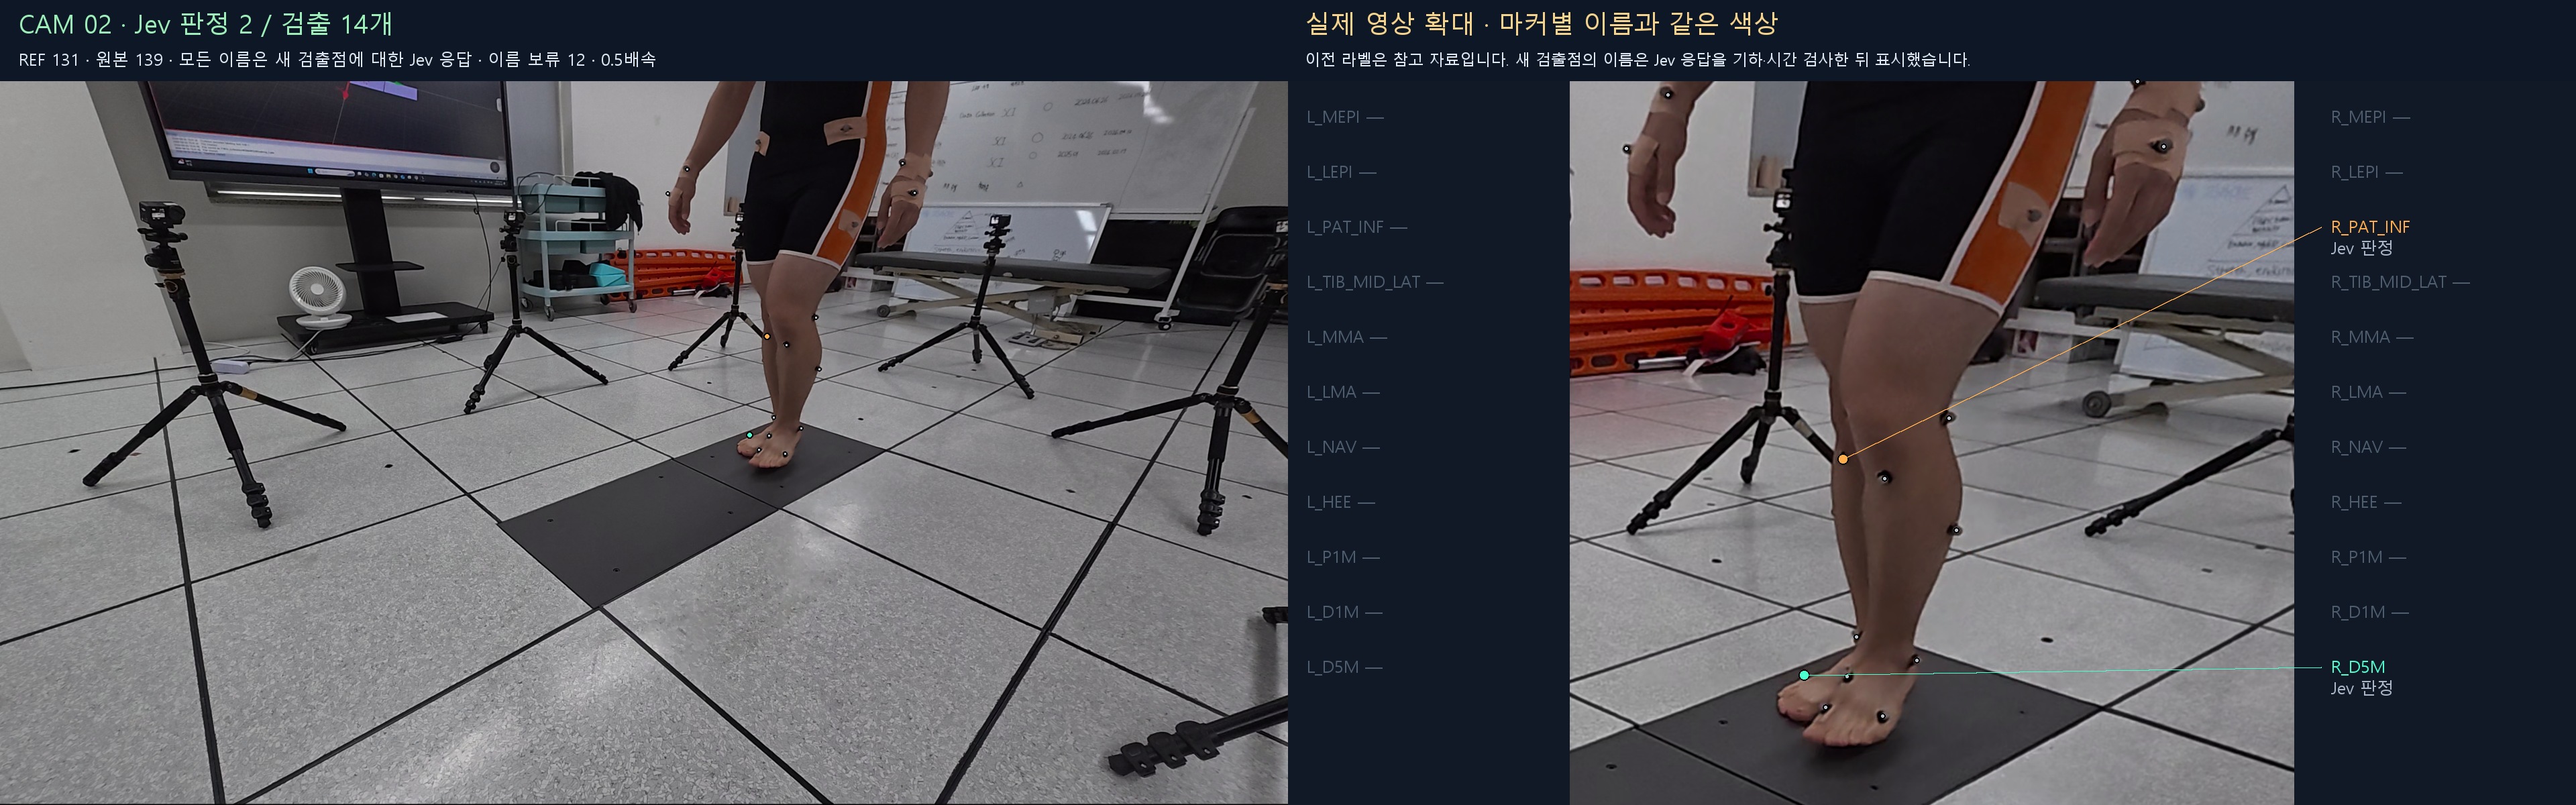 CAM 02 · Jev 판정 2 / 검출 14개
REF 131 · 원본 139 · 모든 이름은 새 검출점에 대한 Jev 응답 · 이름 보류 12 · 0.5배속
실제 영상 확대 · 마커별 이름과 같은 색상
이전 라벨은 참고 자료입니다. 새 검출점의 이름은 Jev 응답을 기하·시간 검사한 뒤 표시했습니다.
L_MEPI —
L_LEPI —
L_PAT_INF —
L_TIB_MID_LAT —
L_MMA —
L_LMA —
L_NAV —
L_HEE —
L_P1M —
L_D1M —
L_D5M —
R_MEPI —
R_LEPI —
R_PAT_INF
Jev 판정
R_TIB_MID_LAT —
R_MMA —
R_LMA —
R_NAV —
R_HEE —
R_P1M —
R_D1M —
R_D5M
Jev 판정